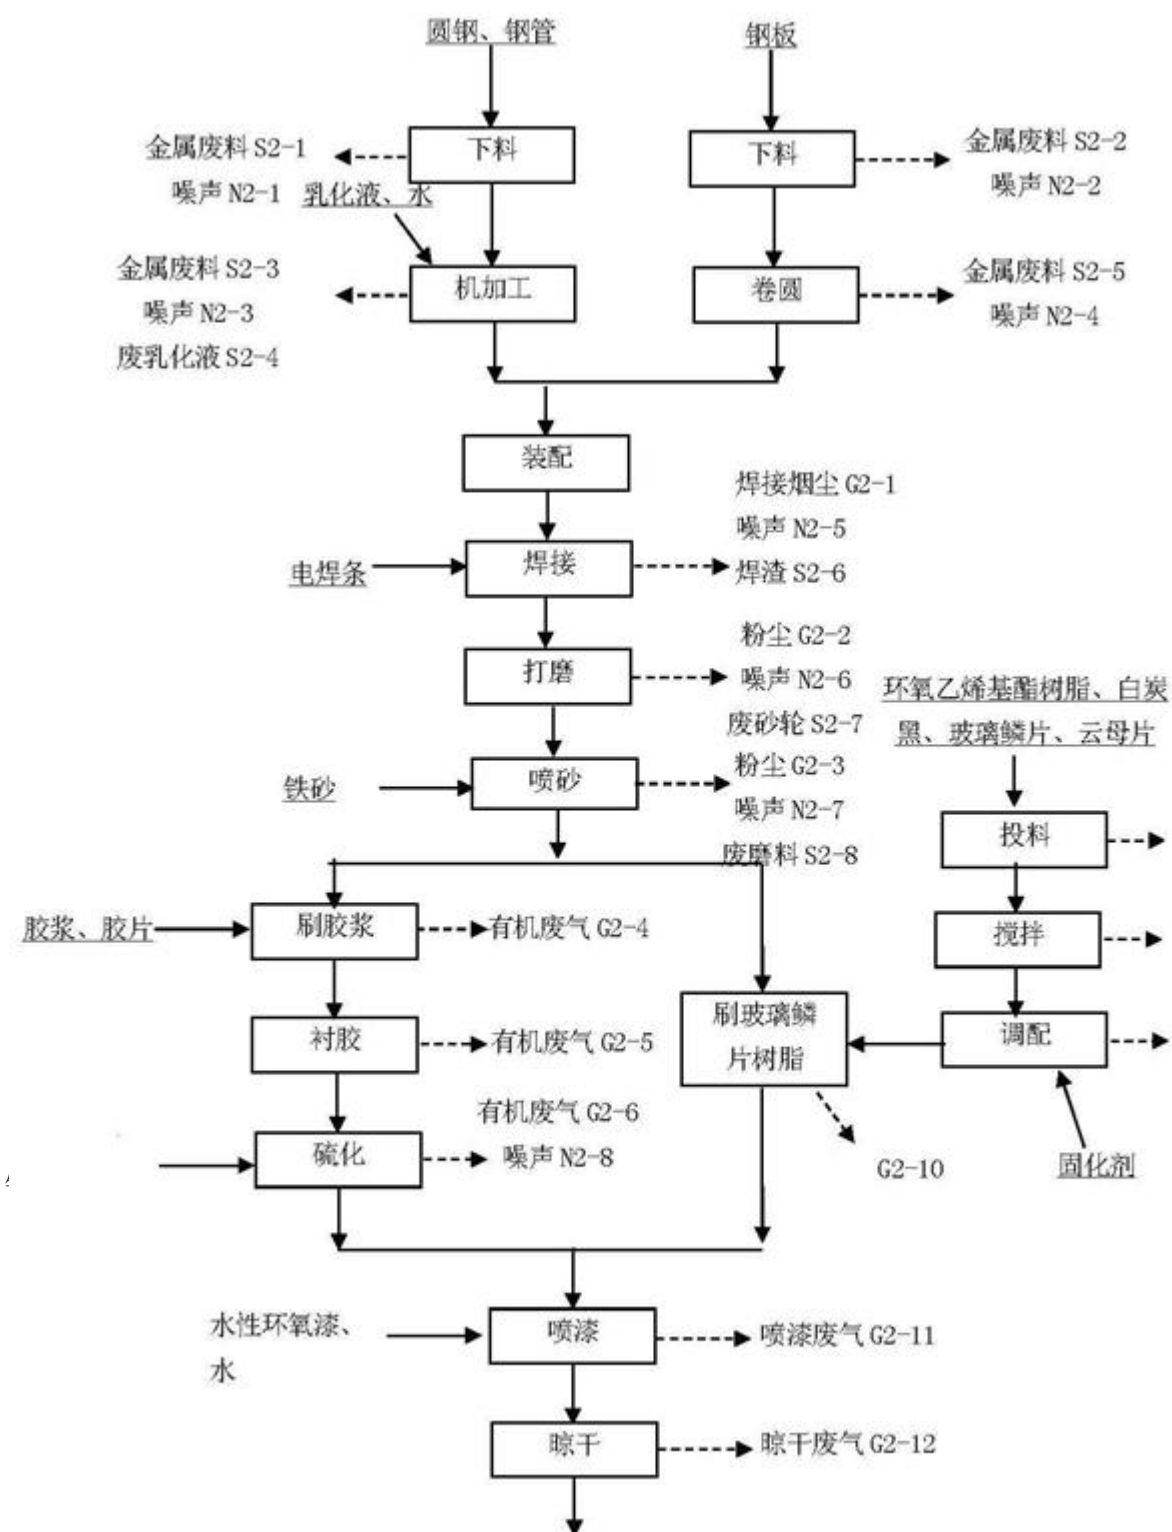 圆钢、钢管
钢板
下料
下料
金属废料 S2-1
噪声 N2-1
乳化液、水
金属废料 S2-2
噪声 N2-2
金属废料 S2-3
噪声 N2-3
废乳化液 S2-4
机加工
卷圆
金属废料 S2-5
噪声 N2-4
装配
焊接烟尘 G2-1
噪声 N2-5
焊渣 S2-6
电焊条
焊接
打磨
粉尘 G2-2
噪声 N2-6
废砂轮 S2-7
环氧乙烯基酯树脂、白炭
黑、玻璃鳞片、云母片
铁砂
喷砂
粉尘 G2-3
噪声 N2-7
废磨料 S2-8
投料
胶浆、胶片
刷胶浆
有机废气 G2-4
搅拌
衬胶
有机废气 G2-5
刷玻璃鳞
片树脂
调配
硫化
有机废气 G2-6
噪声 N2-8
G2-10
固化剂
水性环氧漆、
水
喷漆
喷漆废气 G2-11
晾干
晾干废气 G2-12